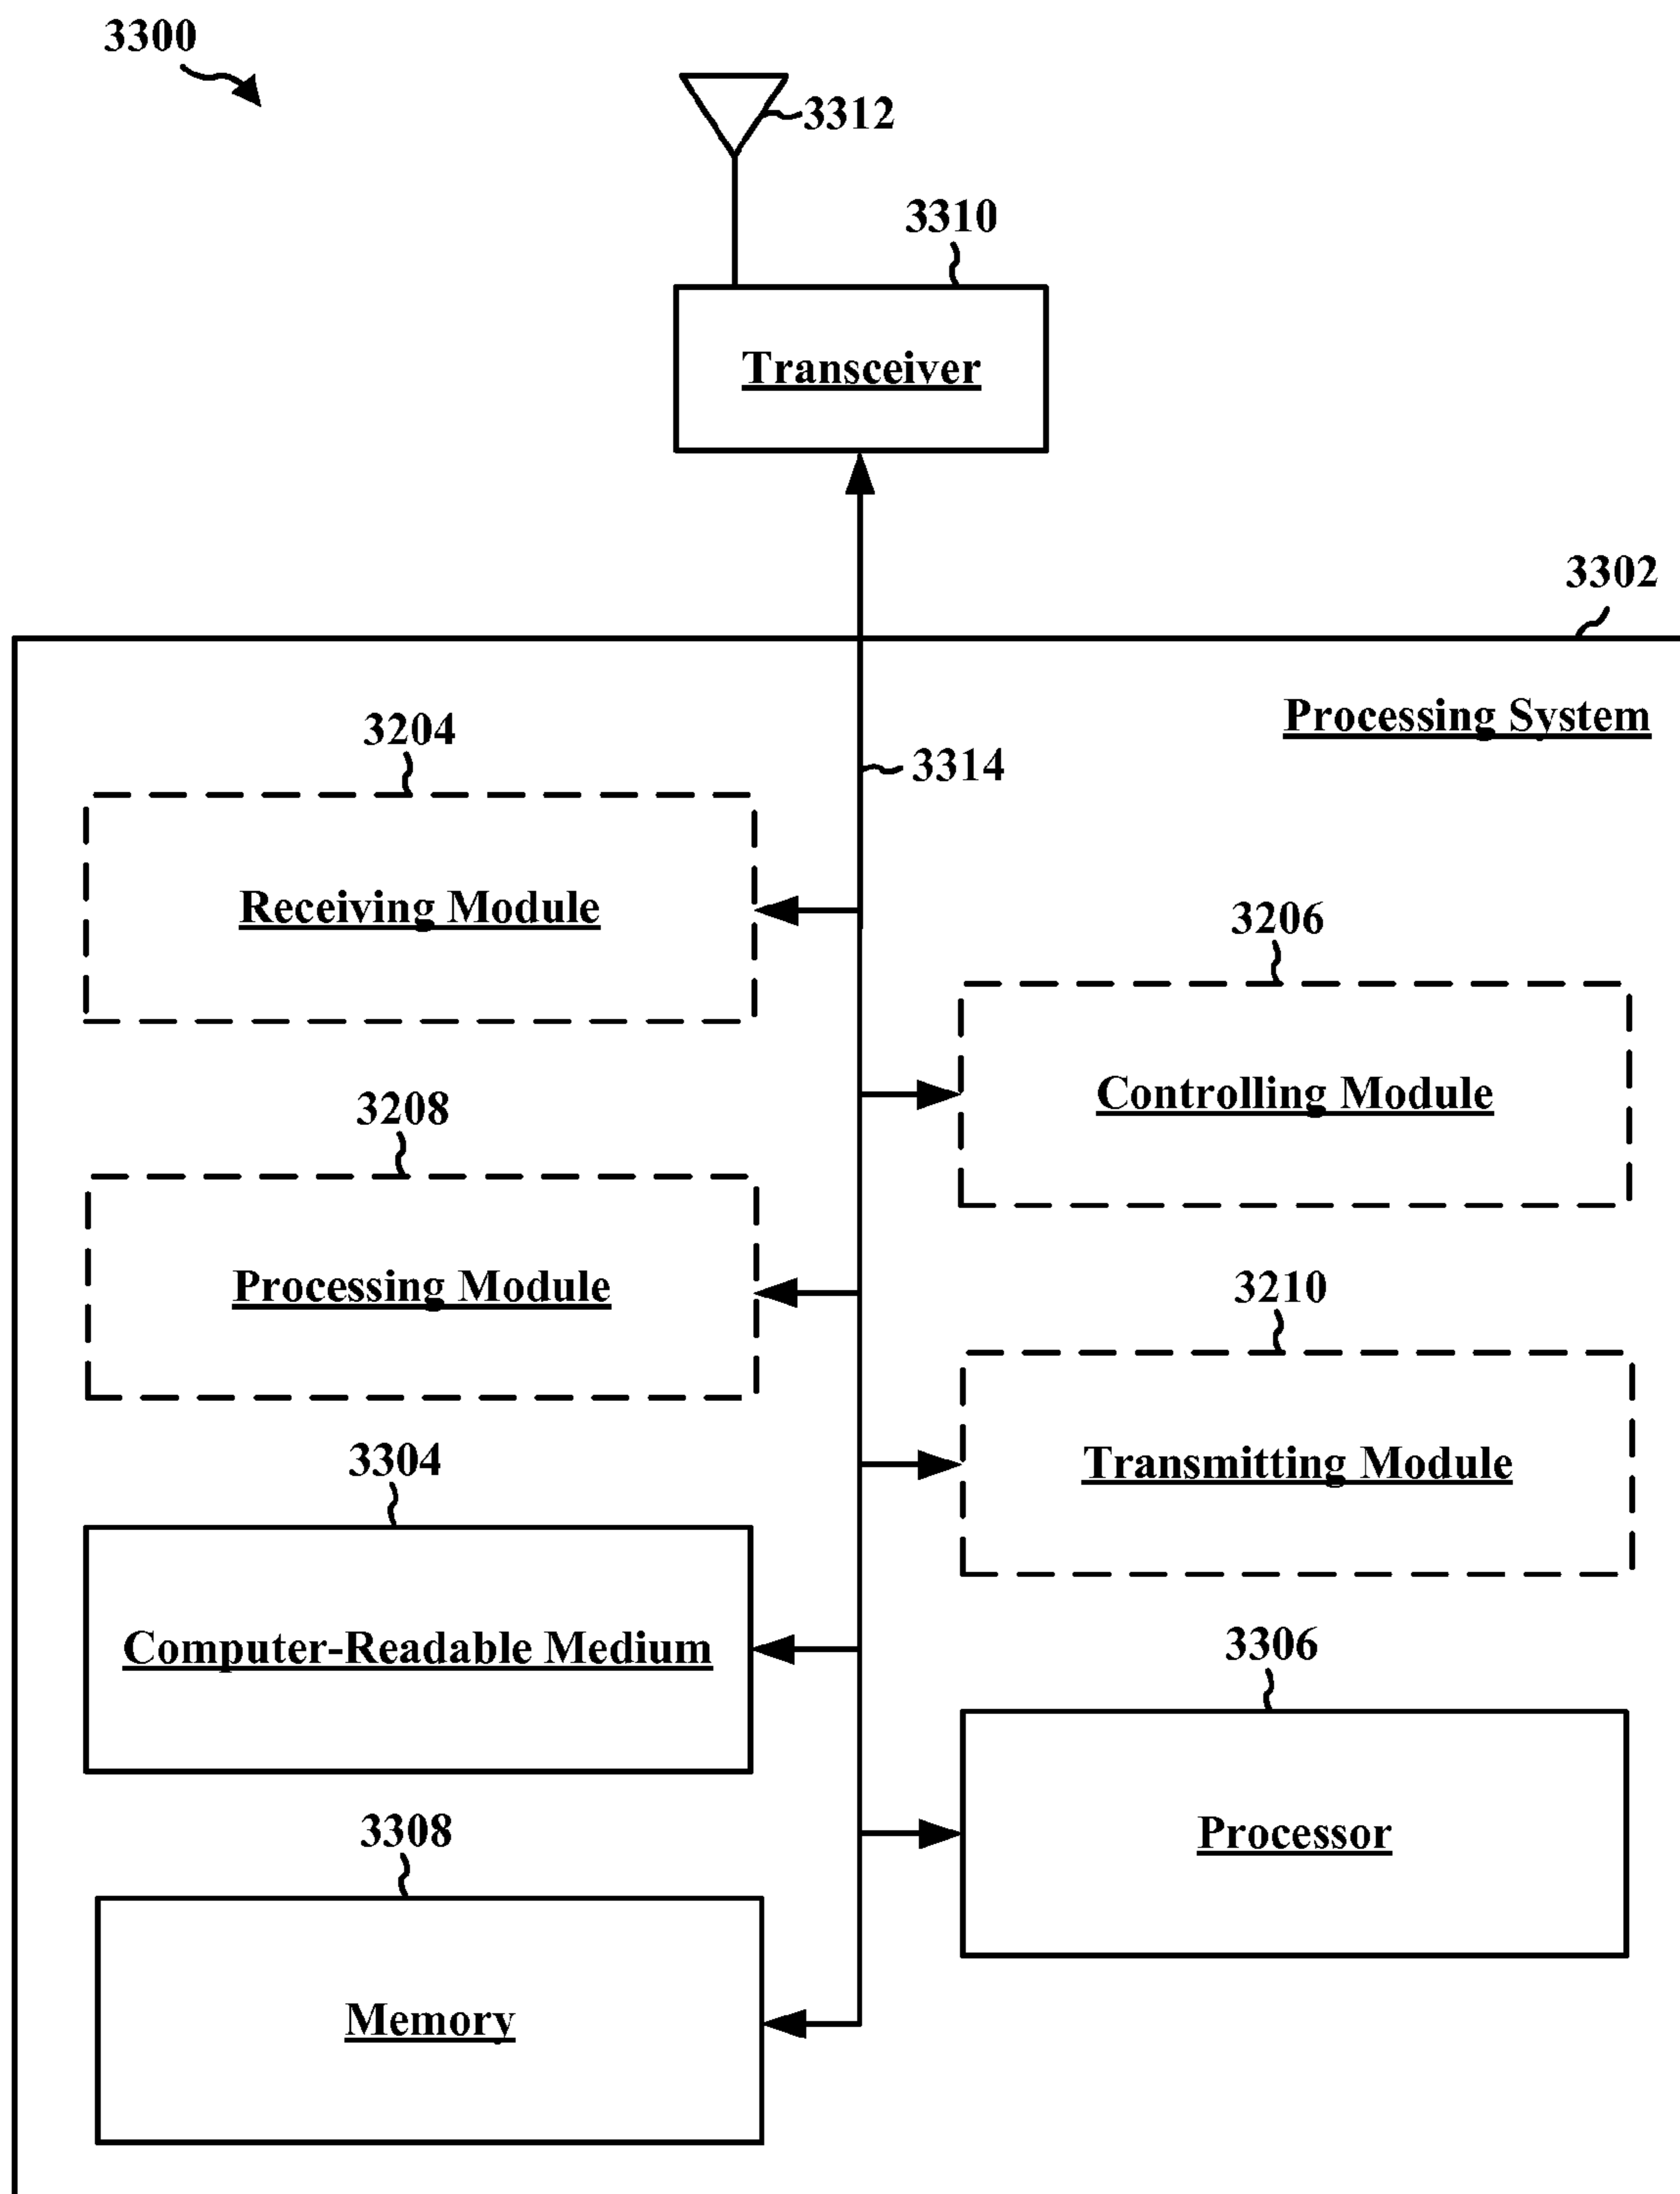 3300
3312
3310
Transceiver
3302
Processing System
3204
3314
Receiving Module
3206
Controlling Module
3208
Processing Module
3210
Transmitting Module
3304
Computer-Readable Medium
3306
Processor
3308
Memory